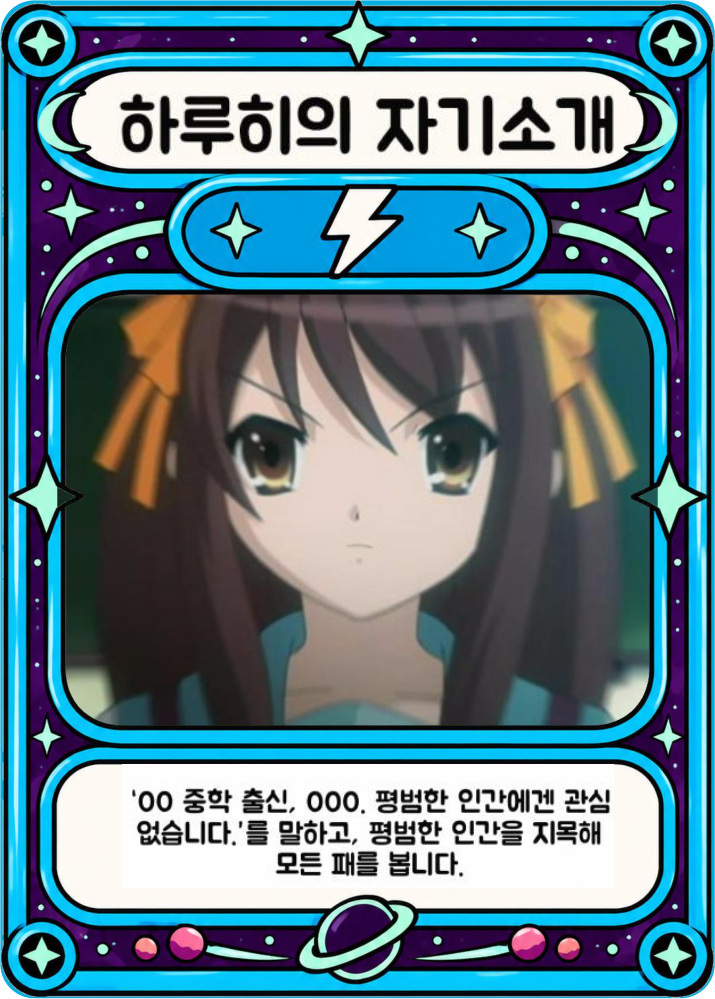 하루히의 자기소개
'OO 중학 출신, OOO. 평범한 인간에겐 관심
없습니다.'를 말하고, 평범한 인간을 지목해
모든 패를 봅니다.